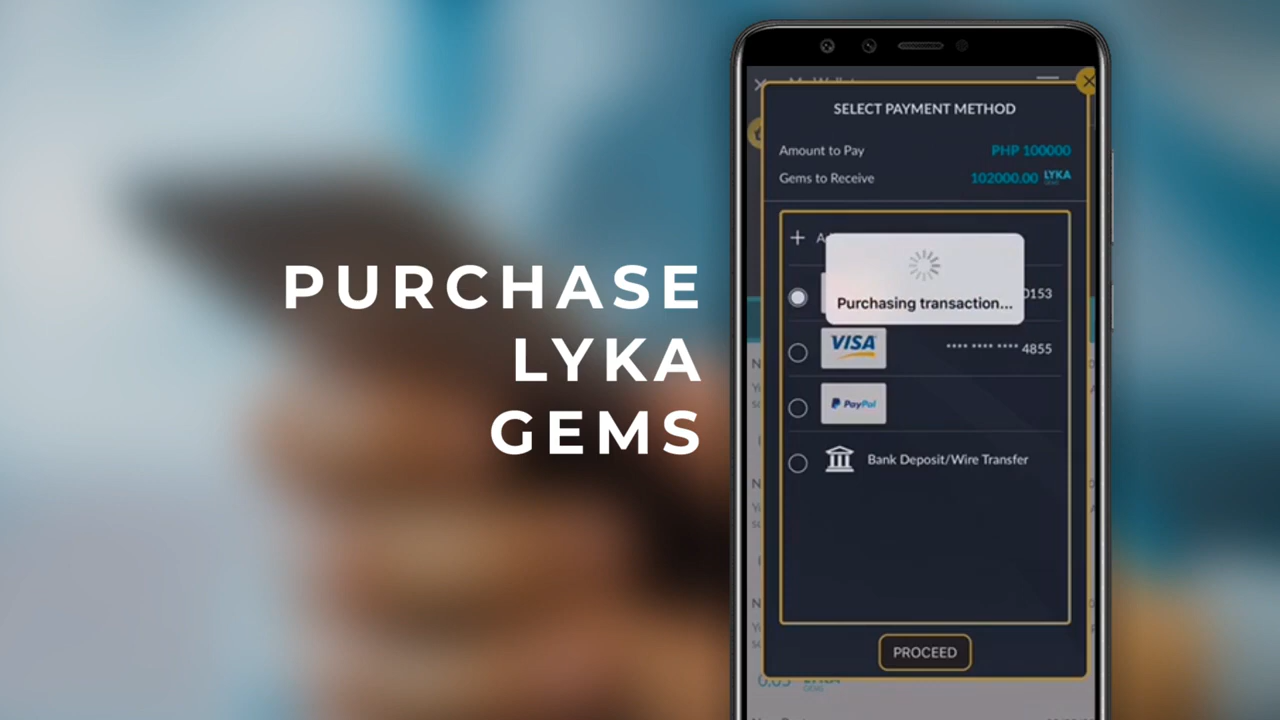 PURCHASE
LYKA
GEMS
SELECT PAYMENT METHOD
Amount to Pay PHP 100000
Gems to Receive 102000.00 LYKA
GEMS
Purchasing transaction...
0153
VISA •••• •••• •••• 4855
PayPal
Bank Deposit/Wire Transfer
PROCEED